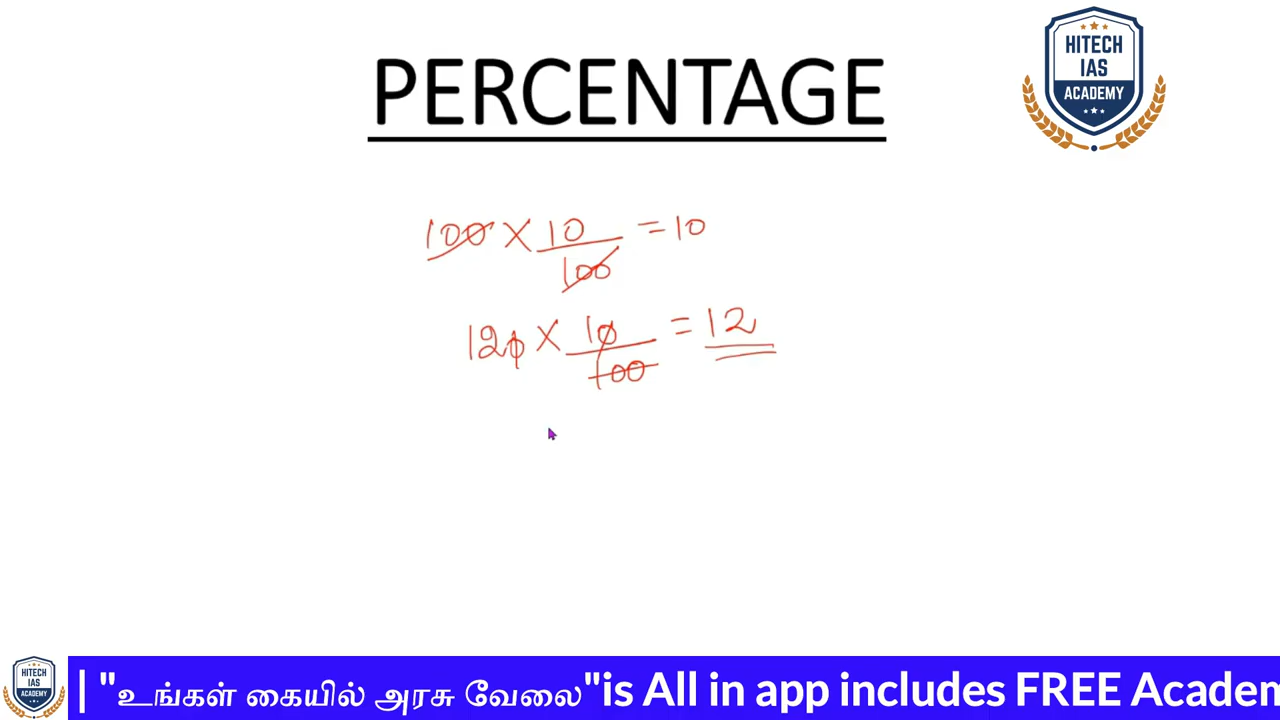 HITECH
IAS
ACADEMY
PERCENTAGE
100 × 10/100 = 10
120 × 10/100 = 12
HITECH
IAS
ACADEMY
| "உங்கள் கையில் அரசு வேலை"is All in app includes FREE Academ